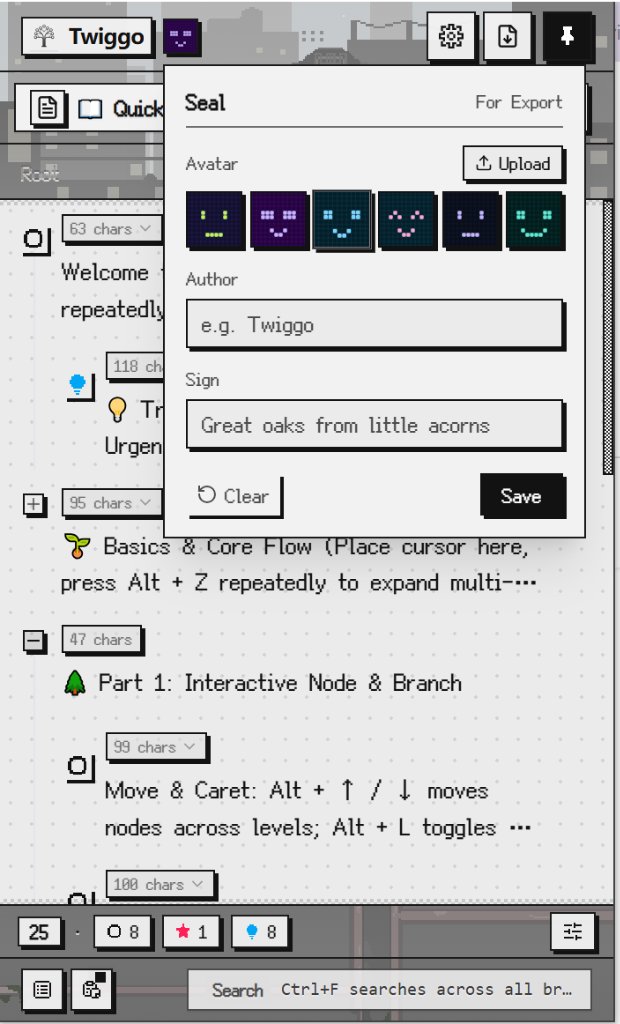 Twiggo
Quick
Root
Seal
For Export
Avatar
Upload
Author
e.g. Twiggo
Sign
Great oaks from little acorns
Clear
Save
63 chars
Welcome
repeatedly
118 ch
Tr
Urgen
95 chars
Basics & Core Flow (Place cursor here,
press Alt + Z repeatedly to expand multi-⋯
47 chars
Part 1: Interactive Node & Branch
99 chars
Move & Caret: Alt + ↑ / ↓ moves
nodes across levels; Alt + L toggles ⋯
100 chars
25 · 8 1 8
Search Ctrl+F searches across all br…